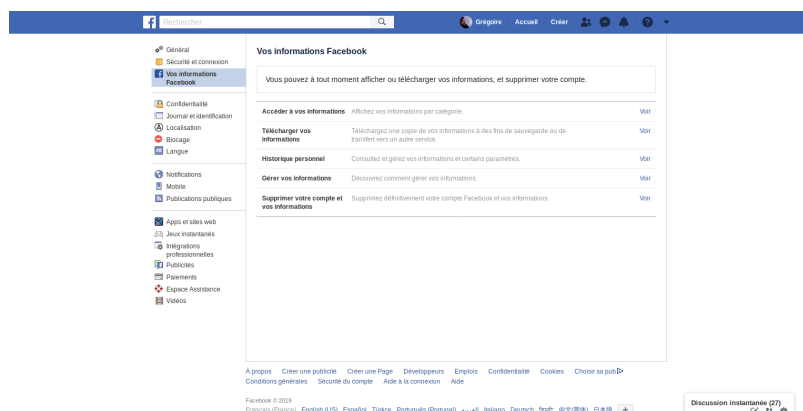 f Rechercher Grégoire Accueil Créer
Général
Sécurité et connexion
Vos informations
Facebook
Confidentialité
Journal et identification
Localisation
Blocage
Langue
Notifications
Mobile
Publications publiques
Apps et sites web
Jeux instantanés
Intégrations
professionnelles
Publicités
Paiements
Espace Assistance
Vidéos
Vos informations Facebook
Vous pouvez à tout moment afficher ou télécharger vos informations, et supprimer votre compte.
Accéder à vos informations Affichez vos informations par catégorie. Voir
Télécharger vos informations Téléchargez une copie de vos informations à des fins de sauvegarde ou de transfert vers un autre service. Voir
Historique personnel Consultez et gérez vos informations et certains paramètres. Voir
Gérer vos informations Découvrez comment gérer vos informations. Voir
Supprimer votre compte et vos informations Supprimez définitivement votre compte Facebook et vos informations. Voir
À propos Créer une publicité Créer une Page Développeurs Emplois Confidentialité Cookies Choisir sa pub
Conditions générales Sécurité du compte Aide à la connexion Aide
Facebook © 2019
Français (France) English (US) Español Türkçe Português (Portugal) Italiano Deutsch 中文(简体) 日本語 +
Discussion instantanée (27)